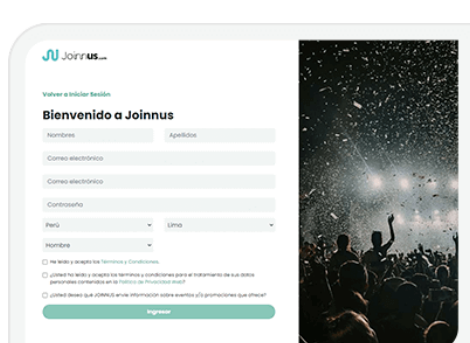 Joinnus.com
Volver a Iniciar Sesión
Bienvenido a Joinnus
Nombres Apellidos
Correo electrónico
Correo electrónico
Contraseña
Perú Lima
Hombre
He leído y acepto los Términos y Condiciones.
¿Usted ha leído y acepta los términos y condiciones para el tratamiento de sus datos
personales contenidos en la Política de Privacidad Web?
¿Usted desea que JOINNUS envíe información sobre eventos y/o promociones que ofrece?
Ingresar